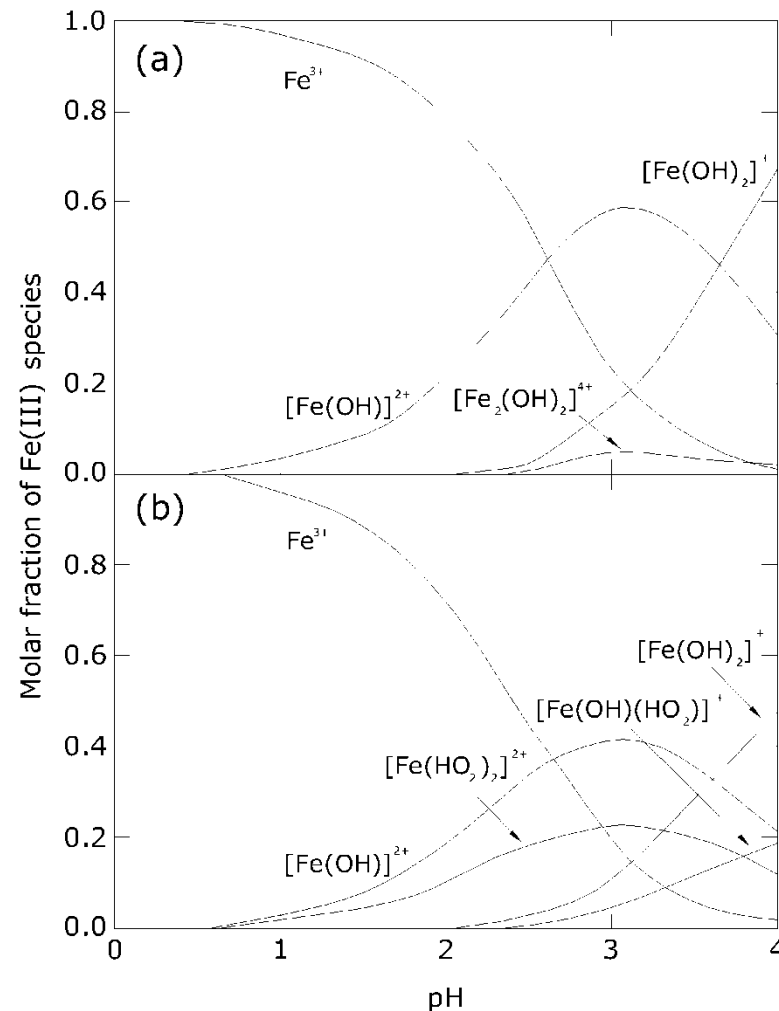 Molar fraction of Fe(III) species
1.0
(a)
Fe³⁺
0.8
[Fe(OH)₂]⁺
0.6
0.4
[Fe(OH)]²⁺
[Fe₂(OH)₂]⁴⁺
0.2
0.0
(b)
Fe³⁺
0.8
0.6
[Fe(OH)₂]⁺
[Fe(OH)(HO₂)]⁺
0.4
[Fe(HO₂)₂]²⁺
0.2
[Fe(OH)]²⁺
0.0
0 1 2 3 4
pH